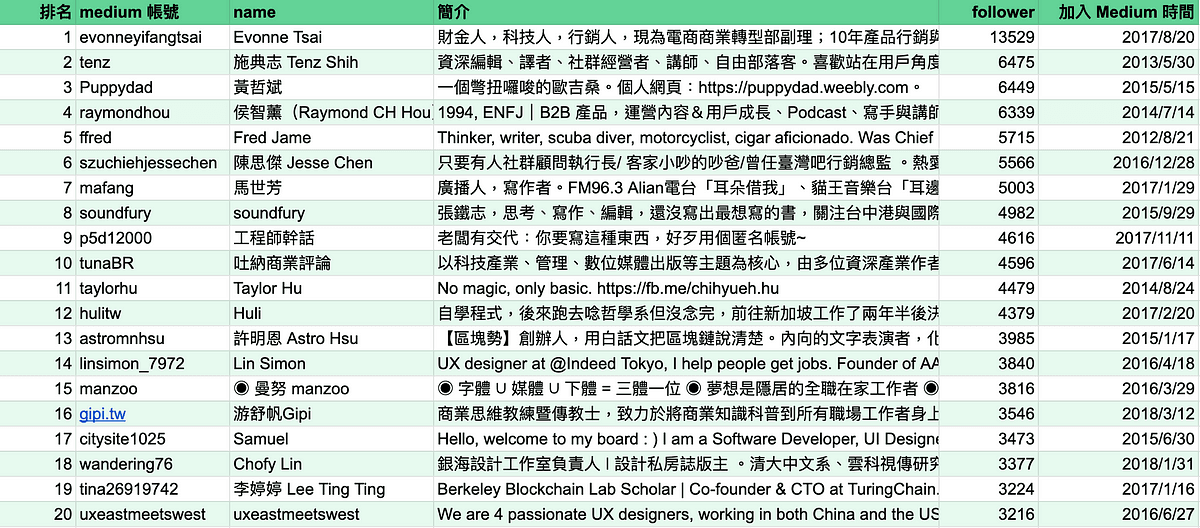 排名 medium 帳號 name 簡介 follower 加入 Medium 時間
1 evonneyifangtsai Evonne Tsai 財金人，科技人，行銷人，現為電商商業轉型部副理；10年產品行銷與 13529 2017/8/20
2 tenz 施典志 Tenz Shih 資深編輯、譯者、社群經營者、講師、自由部落客。喜歡站在用戶角度 6475 2013/5/30
3 Puppydad 黃哲斌 一個彆扭囉唆的歐吉桑。個人網頁：https://puppydad.weebly.com。 6449 2015/5/15
4 raymondhou 侯智薰（Raymond CH Hou 1994, ENFJ｜B2B 產品，運營內容＆用戶成長、Podcast、寫手與講師 6339 2014/7/14
5 ffred Fred Jame Thinker, writer, scuba diver, motorcyclist, cigar aficionado. Was Chief 5715 2012/8/21
6 szuchiehjessechen 陳思傑 Jesse Chen 只要有人社群顧問執行長/ 客家小吵的吵爸/曾任臺灣吧行銷總監 。熱愛 5566 2016/12/28
7 mafang 馬世芳 廣播人，寫作者。FM96.3 Alian電台「耳朵借我」、貓王音樂台「耳邊 5003 2017/1/29
8 soundfury soundfury 張鐵志，思考、寫作、編輯，還沒寫出最想寫的書，關注台中港與國際 4982 2015/9/29
9 p5d12000 工程師幹話 老闆有交代：你要寫這種東西，好歹用個匿名帳號~ 4616 2017/11/11
10 tunaBR 吐納商業評論 以科技產業、管理、數位媒體出版等主題為核心，由多位資深產業作者 4596 2017/6/14
11 taylorhu Taylor Hu No magic, only basic. https://fb.me/chihyueh.hu 4479 2014/8/24
12 hulitw Huli 自學程式，後來跑去唸哲學系但沒念完，前往新加坡工作了兩年半後決 4379 2017/2/20
13 astromnhsu 許明恩 Astro Hsu 【區塊勢】創辦人，用白話文把區塊鏈說清楚。內向的文字表演者，化 3985 2015/1/17
14 linsimon_7972 Lin Simon UX designer at @Indeed Tokyo, I help people get jobs. Founder of AA 3840 2016/4/18
15 manzoo ◉ 曼努 manzoo ◉ 字體 ∪ 媒體 ∪ 下體 = 三體一位 ◉ 夢想是隱居的全職在家工作者 ◉ 3816 2016/3/29
16 gipi.tw 游舒帆Gipi 商業思維教練暨傳教士，致力於將商業知識科普到所有職場工作者身上 3546 2018/3/12
17 citysite1025 Samuel Hello, welcome to my board : ) I am a Software Developer, UI Designe 3473 2015/6/30
18 wandering76 Chofy Lin 銀海設計工作室負責人 l 設計私房誌版主 。清大中文系、雲科視傳研究 3377 2018/1/31
19 tina26919742 李婷婷 Lee Ting Ting Berkeley Blockchain Lab Scholar | Co-founder & CTO at TuringChain. 3224 2017/1/16
20 uxeastmeetswest uxeastmeetswest We are 4 passionate UX designers, working in both China and the US 3216 2016/6/27